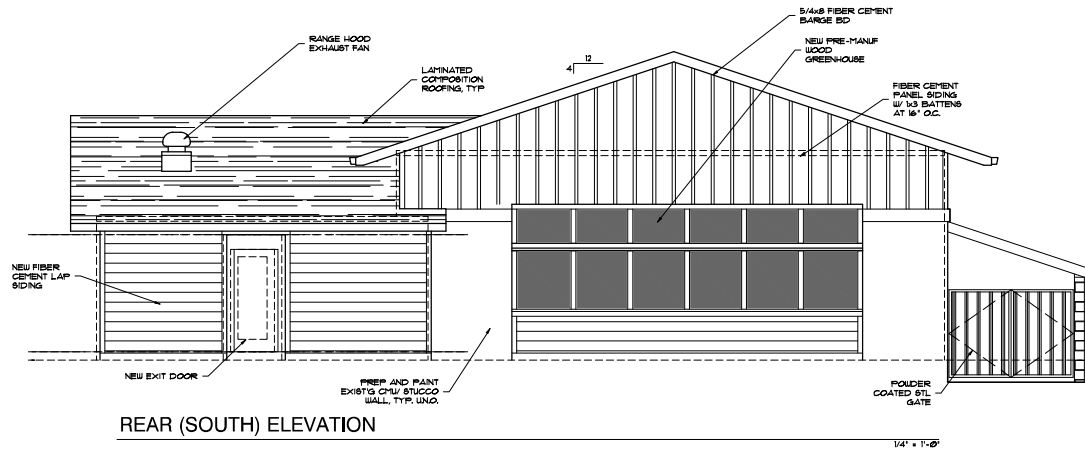 5/4x8 FIBER CEMENT
BARGE BD
RANGE HOOD
EXHAUST FAN
NEW PRE-MANUF
WOOD
GREENHOUSE
12
4
LAMINATED
COMPOSITION
ROOFING, TYP
FIBER CEMENT
PANEL SIDING
W/ 1x3 BATTENS
AT 16" O.C.
NEW FIBER
CEMENT LAP
SIDING
NEW EXIT DOOR
PREP AND PAINT
EXIST'G CMU/ STUCCO
WALL, TYP. U.N.O.
POWDER
COATED STL
GATE
REAR (SOUTH) ELEVATION
1/4" = 1'-0"